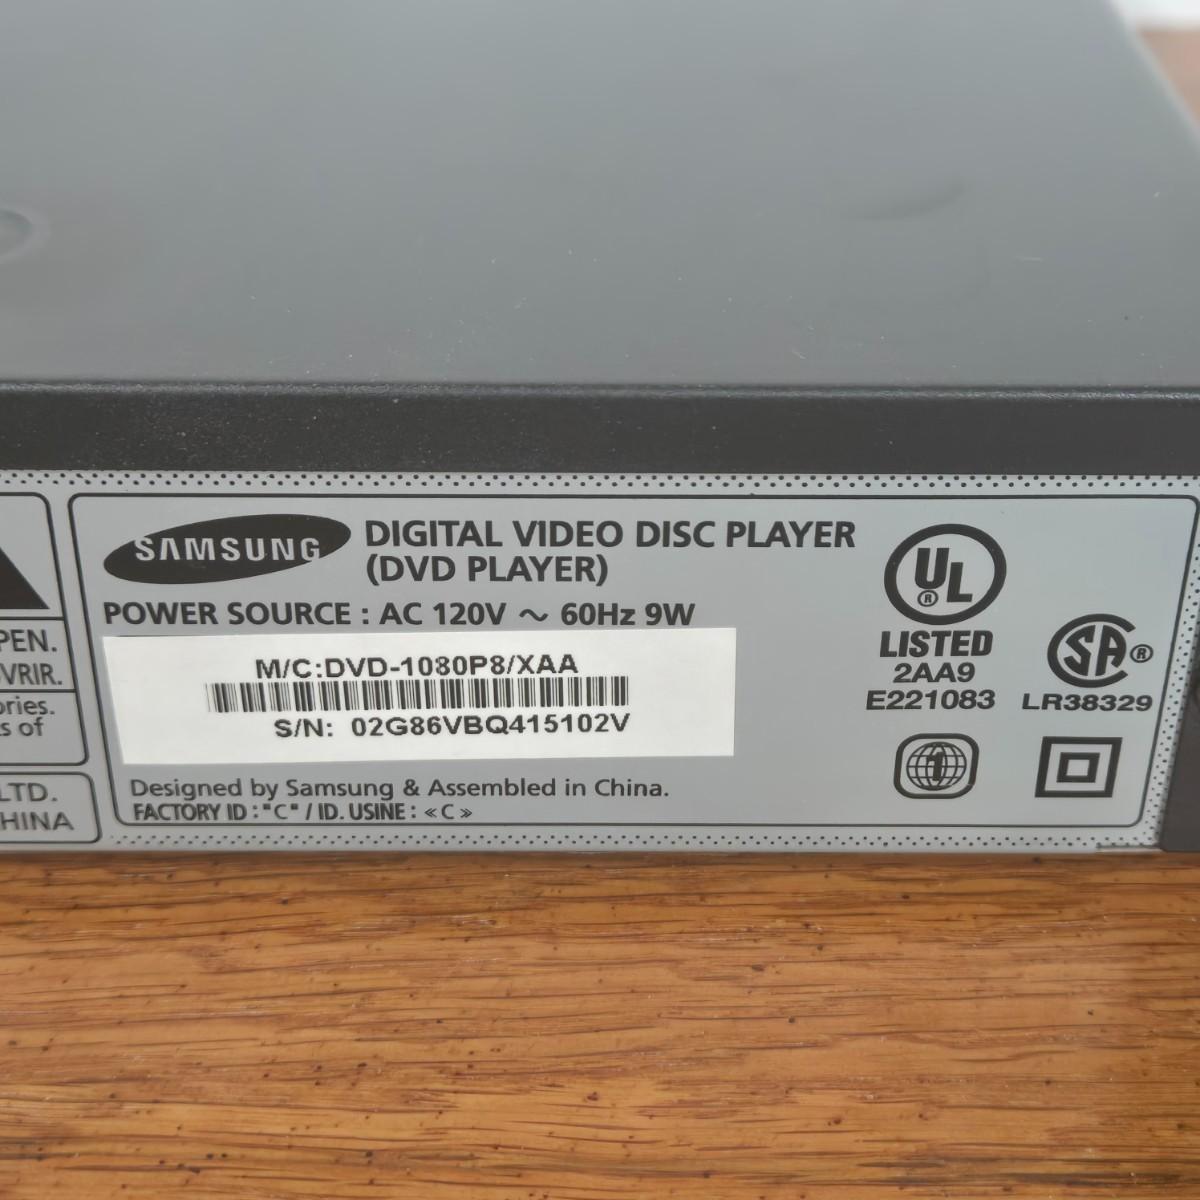 SAMSUNG
DIGITAL VIDEO DISC PLAYER
(DVD PLAYER)
POWER SOURCE : AC 120V ～ 60Hz 9W
M/C:DVD-1080P8/XAA
S/N: 02G86VBQ415102V
Designed by Samsung & Assembled in China.
FACTORY ID : "C" / ID. USINE : «C»
UL ®
LISTED
2AA9
E221083
SA ®
LR38329
1
PEN.
VRIR.
ories.
s of
LTD.
HINA